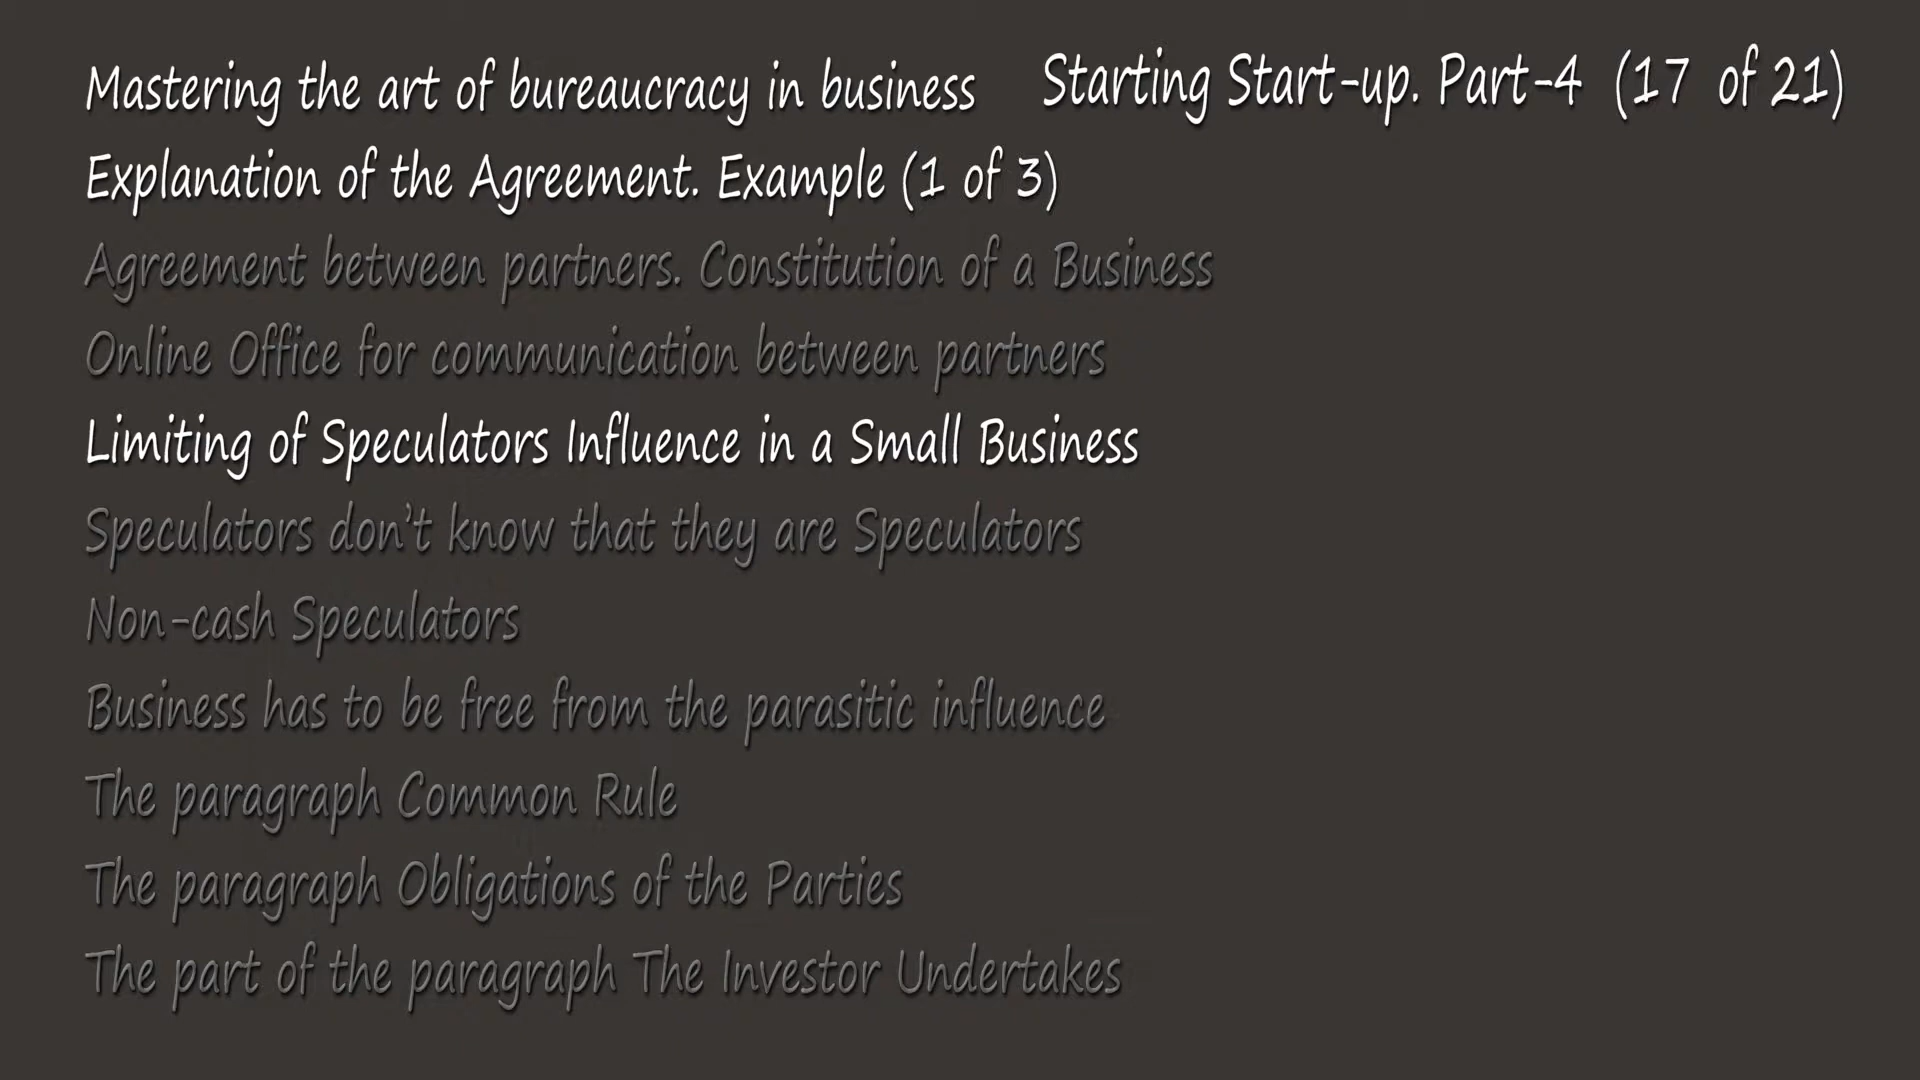 Mastering the art of bureaucracy in business
Starting Start-up. Part-4 (17 of 21)
Explanation of the Agreement. Example (1 of 3)
Agreement between partners. Constitution of a Business
Online Office for communication between partners
Limiting of Speculators Influence in a Small Business
Speculators don't know that they are Speculators
Non-cash Speculators
Business has to be free from the parasitic influence
The paragraph Common Rule
The paragraph Obligations of the Parties
The part of the paragraph The Investor Undertakes